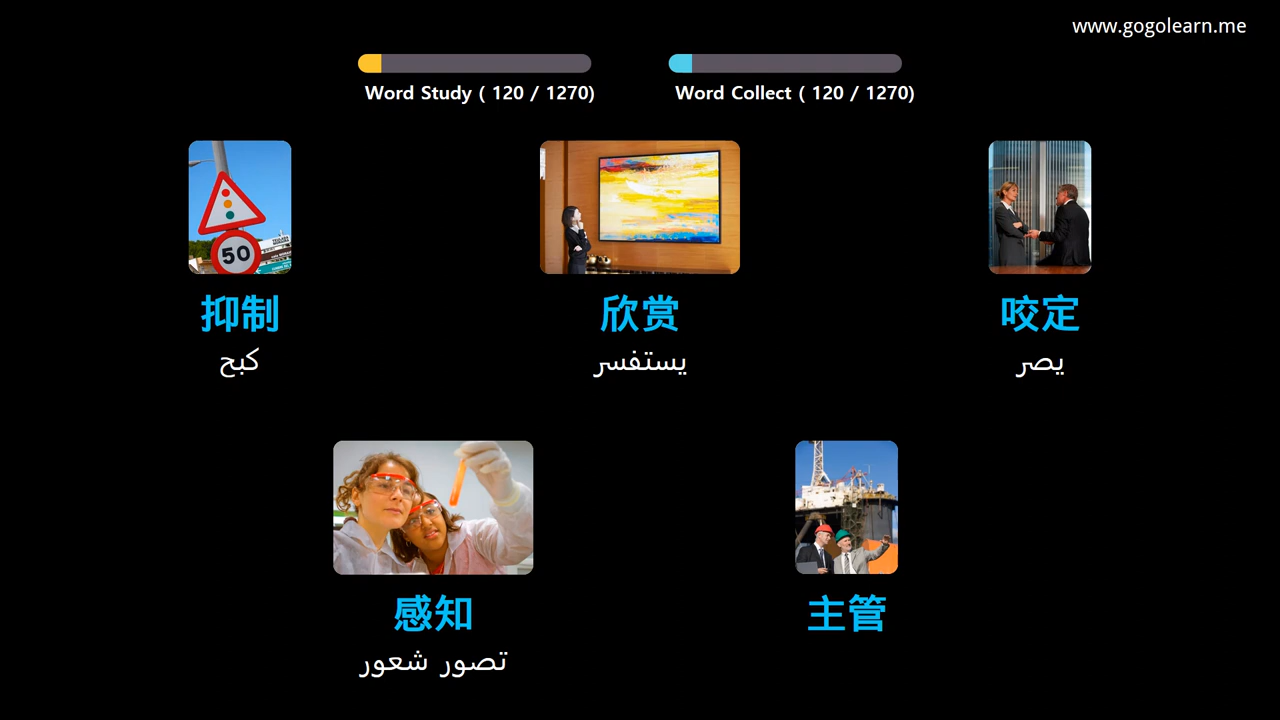 www.gogolearn.me
Word Study ( 120 / 1270)
Word Collect ( 120 / 1270)
50
抑制
كبح
欣赏
يستفسر
咬定
يصر
感知
تصور شعور
主管